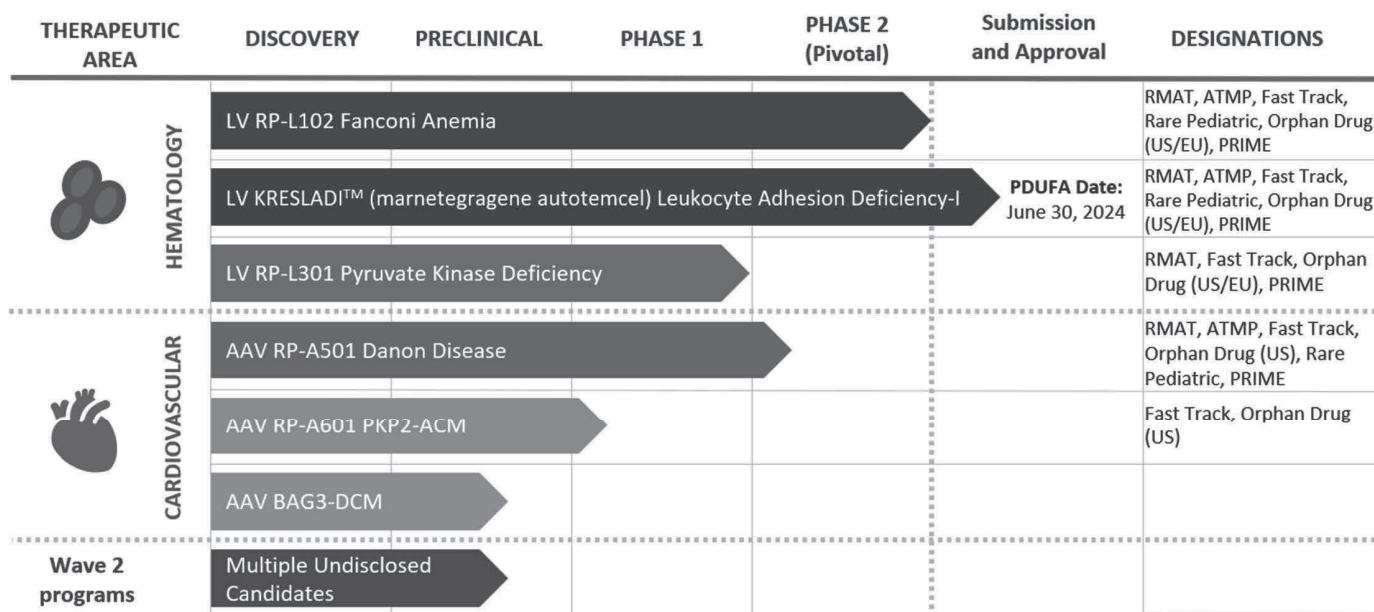 THERAPEUTIC
AREA
DISCOVERY
PRECLINICAL
PHASE 1
PHASE 2
(Pivotal)
Submission
and Approval
DESIGNATIONS
HEMATOLOGY
LV RP-L102 Fanconi Anemia
RMAT, ATMP, Fast Track,
Rare Pediatric, Orphan Drug
(US/EU), PRIME
LV KRESLADI™ (marnetegragene autotemcel) Leukocyte Adhesion Deficiency-I
PDUFA Date:
June 30, 2024
RMAT, ATMP, Fast Track,
Rare Pediatric, Orphan Drug
(US/EU), PRIME
LV RP-L301 Pyruvate Kinase Deficiency
RMAT, Fast Track, Orphan
Drug (US/EU), PRIME
CARDIOVASCULAR
AAV RP-A501 Danon Disease
RMAT, ATMP, Fast Track,
Orphan Drug (US), Rare
Pediatric, PRIME
AAV RP-A601 PKP2-ACM
Fast Track, Orphan Drug
(US)
AAV BAG3-DCM
Wave 2
programs
Multiple Undisclosed
Candidates